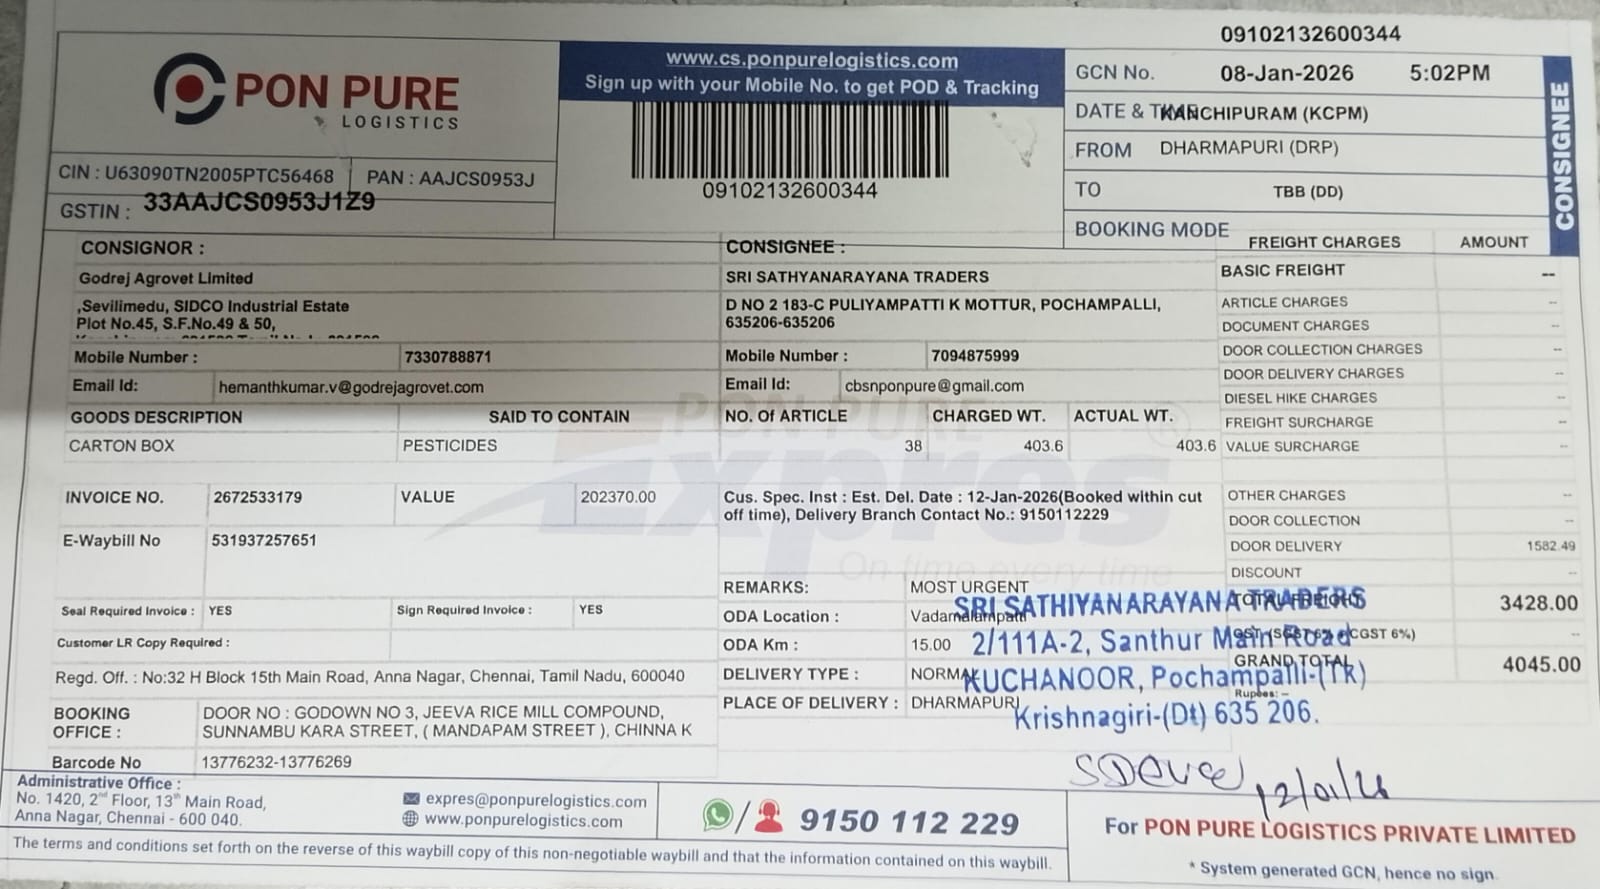 09102132600344
PON PURE
LOGISTICS
www.cs.ponpurelogistics.com
Sign up with your Mobile No. to get POD & Tracking
09102132600344
GCN No. 08-Jan-2026 5:02PM
DATE & TIME KANCHIPURAM (KCPM)
FROM DHARMAPURI (DRP)
TO TBB (DD)
BOOKING MODE
CONSIGNEE
CIN : U63090TN2005PTC56468 PAN : AAJCS0953J
GSTIN : 33AAJCS0953J1Z9
CONSIGNOR :
Godrej Agrovet Limited
,Sevilimedu, SIDCO Industrial Estate
Plot No.45, S.F.No.49 & 50,
Mobile Number : 7330788871
Email Id: hemanthkumar.v@godrejagrovet.com
CONSIGNEE :
SRI SATHYANARAYANA TRADERS
D NO 2 183-C PULIYAMPATTI K MOTTUR, POCHAMPALLI,
635206-635206
Mobile Number : 7094875999
Email Id: cbsnponpure@gmail.com
GOODS DESCRIPTION SAID TO CONTAIN NO. Of ARTICLE CHARGED WT. ACTUAL WT.
CARTON BOX PESTICIDES 38 403.6 403.6
PON PURE
Expres
On time every time
INVOICE NO. 2672533179 VALUE 202370.00
E-Waybill No 531937257651
Seal Required Invoice : YES Sign Required Invoice : YES
Customer LR Copy Required :
Regd. Off. : No:32 H Block 15th Main Road, Anna Nagar, Chennai, Tamil Nadu, 600040
BOOKING OFFICE : DOOR NO : GODOWN NO 3, JEEVA RICE MILL COMPOUND,
SUNNAMBU KARA STREET, ( MANDAPAM STREET ), CHINNA K
Barcode No 13776232-13776269
Cus. Spec. Inst : Est. Del. Date : 12-Jan-2026(Booked within cut
off time), Delivery Branch Contact No.: 9150112229
REMARKS: MOST URGENT
ODA Location : Vadamalampatti
ODA Km : 15.00
DELIVERY TYPE : NORMAL
PLACE OF DELIVERY : DHARMAPURI
FREIGHT CHARGES AMOUNT
BASIC FREIGHT --
ARTICLE CHARGES --
DOCUMENT CHARGES --
DOOR COLLECTION CHARGES --
DOOR DELIVERY CHARGES --
DIESEL HIKE CHARGES --
FREIGHT SURCHARGE --
VALUE SURCHARGE --
OTHER CHARGES --
DOOR COLLECTION --
DOOR DELIVERY 1582.49
DISCOUNT --
TOTAL FREIGHT 3428.00
GST (SGST 6% + CGST 6%) --
GRAND TOTAL 4045.00
Rupees: --
SRI SATHIYANARAYANA TRADERS
2/111A-2, Santhur Main Road
KUCHANOOR, Pochampalli-(Tk)
Krishnagiri-(Dt) 635 206.
12/01/26
Administrative Office :
No. 1420, 2nd Floor, 13th Main Road,
Anna Nagar, Chennai - 600 040.
expres@ponpurelogistics.com
www.ponpurelogistics.com
9150 112 229
For PON PURE LOGISTICS PRIVATE LIMITED
* System generated GCN, hence no sign.
The terms and conditions set forth on the reverse of this waybill copy of this non-negotiable waybill and that the information contained on this waybill.